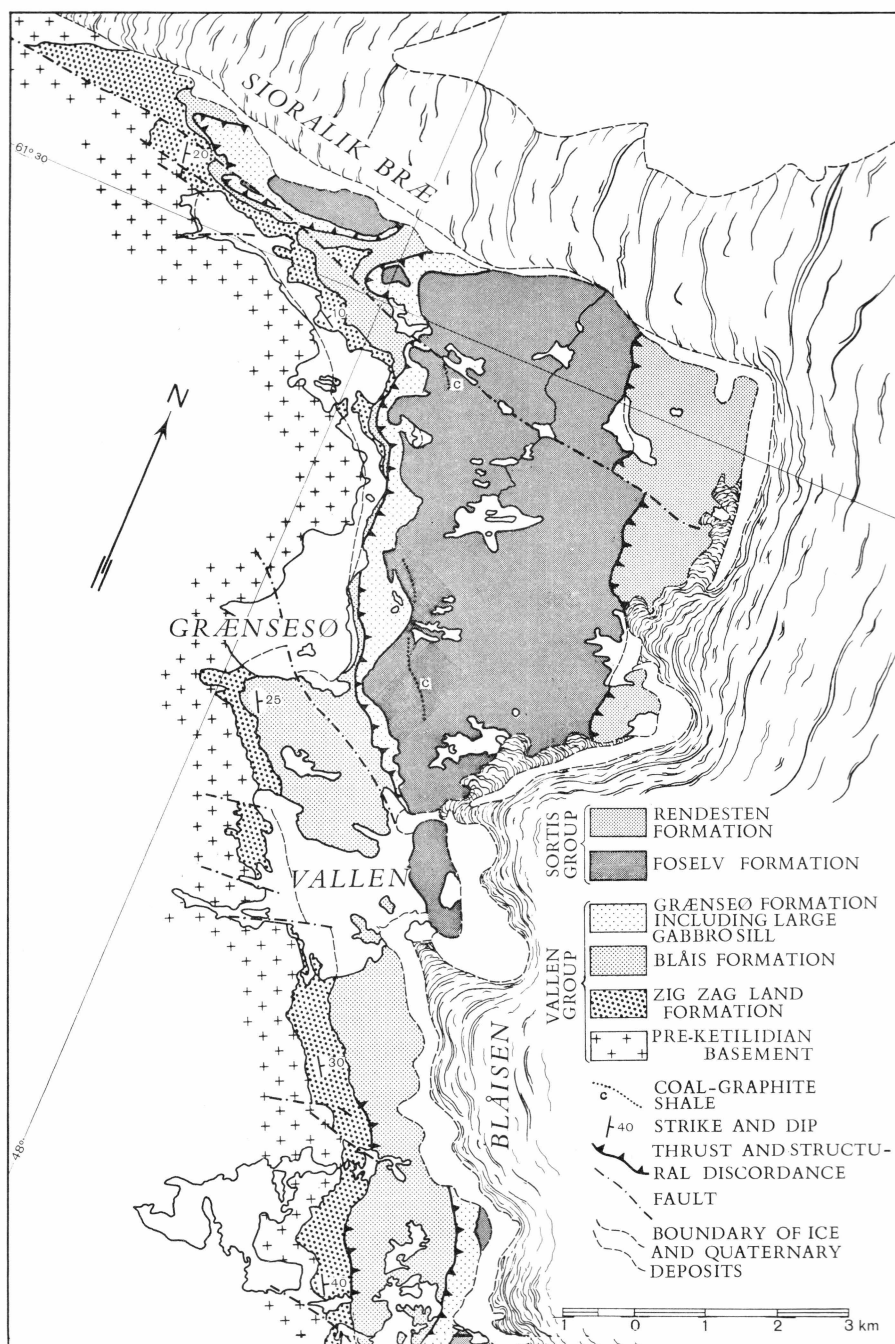 SIORALIK BRÆ
61° 30
20
10
N
c
GRÆNSESØ
25
c
VALLEN
30
48°
40
BLÅISEN
SORTIS
GROUP
RENDESTEN
FORMATION
FOSELV FORMATION
VALLEN
GROUP
GRÆNSEØ FORMATION
INCLUDING LARGE
GABBRO SILL
BLÅIS FORMATION
ZIG ZAG LAND
FORMATION
PRE-KETILIDIAN
BASEMENT
c
COAL-GRAPHITE
SHALE
40
STRIKE AND DIP
THRUST AND STRUCTU-
RAL DISCORDANCE
FAULT
BOUNDARY OF ICE
AND QUATERNARY
DEPOSITS
1 0 1 2 3 km